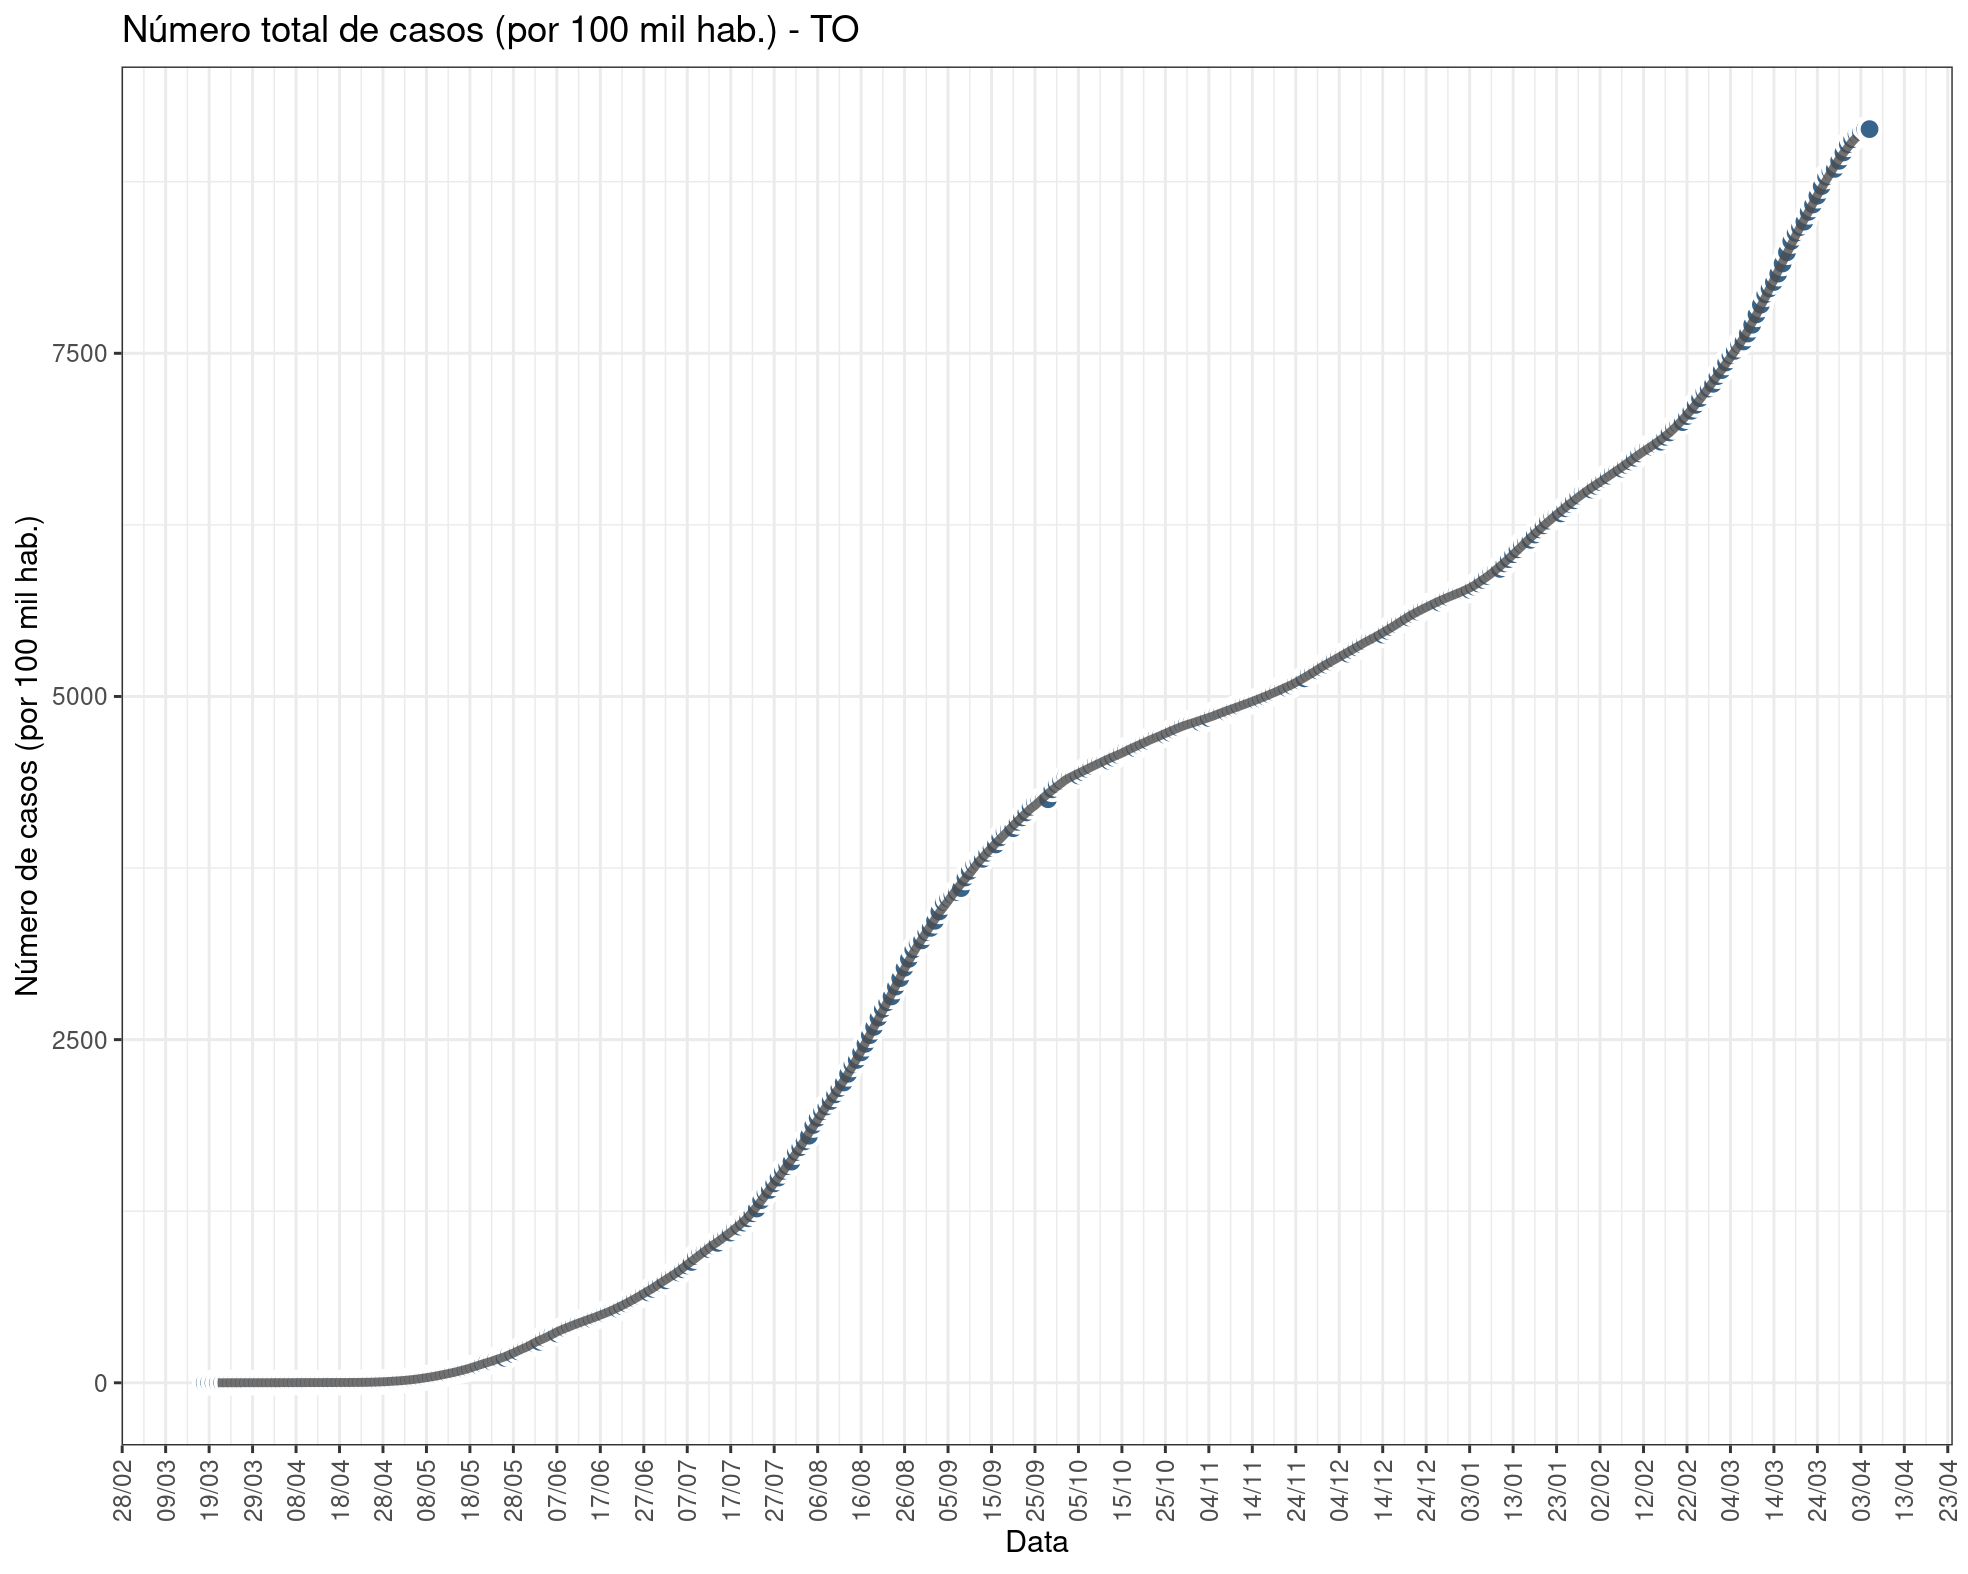 Número total de casos (por 100 mil hab.) - TO
Número de casos (por 100 mil hab.)
7500
5000
2500
0
28/02 09/03 19/03 29/03 08/04 18/04 28/04 08/05 18/05 28/05 07/06 17/06 27/06 07/07 17/07 27/07 06/08 16/08 26/08 05/09 15/09 25/09 05/10 15/10 25/10 04/11 14/11 24/11 04/12 14/12 24/12 03/01 13/01 23/01 02/02 12/02 22/02 04/03 14/03 24/03 03/04 13/04 23/04
Data